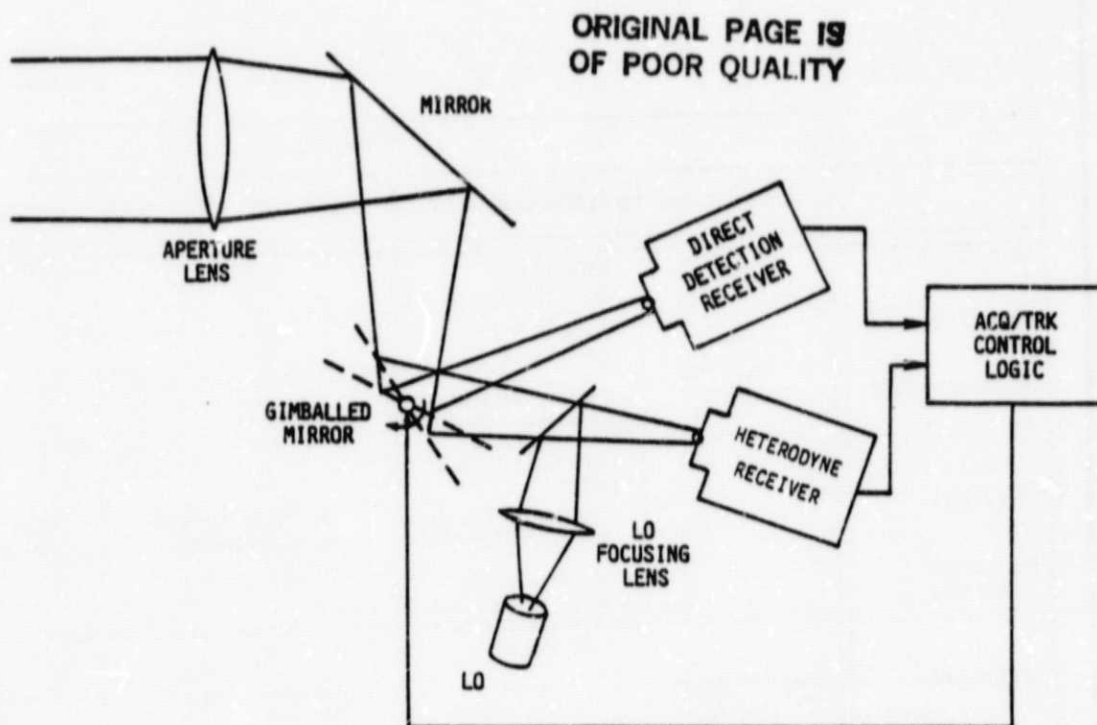 ORIGINAL PAGE IS
OF POOR QUALITY
MIRROR
APERTURE
LENS
DIRECT
DETECTION
RECEIVER
ACQ/TRK
CONTROL
LOGIC
GIMBALLED
MIRROR
HETERODYNE
RECEIVER
LO
FOCUSING
LENS
LO